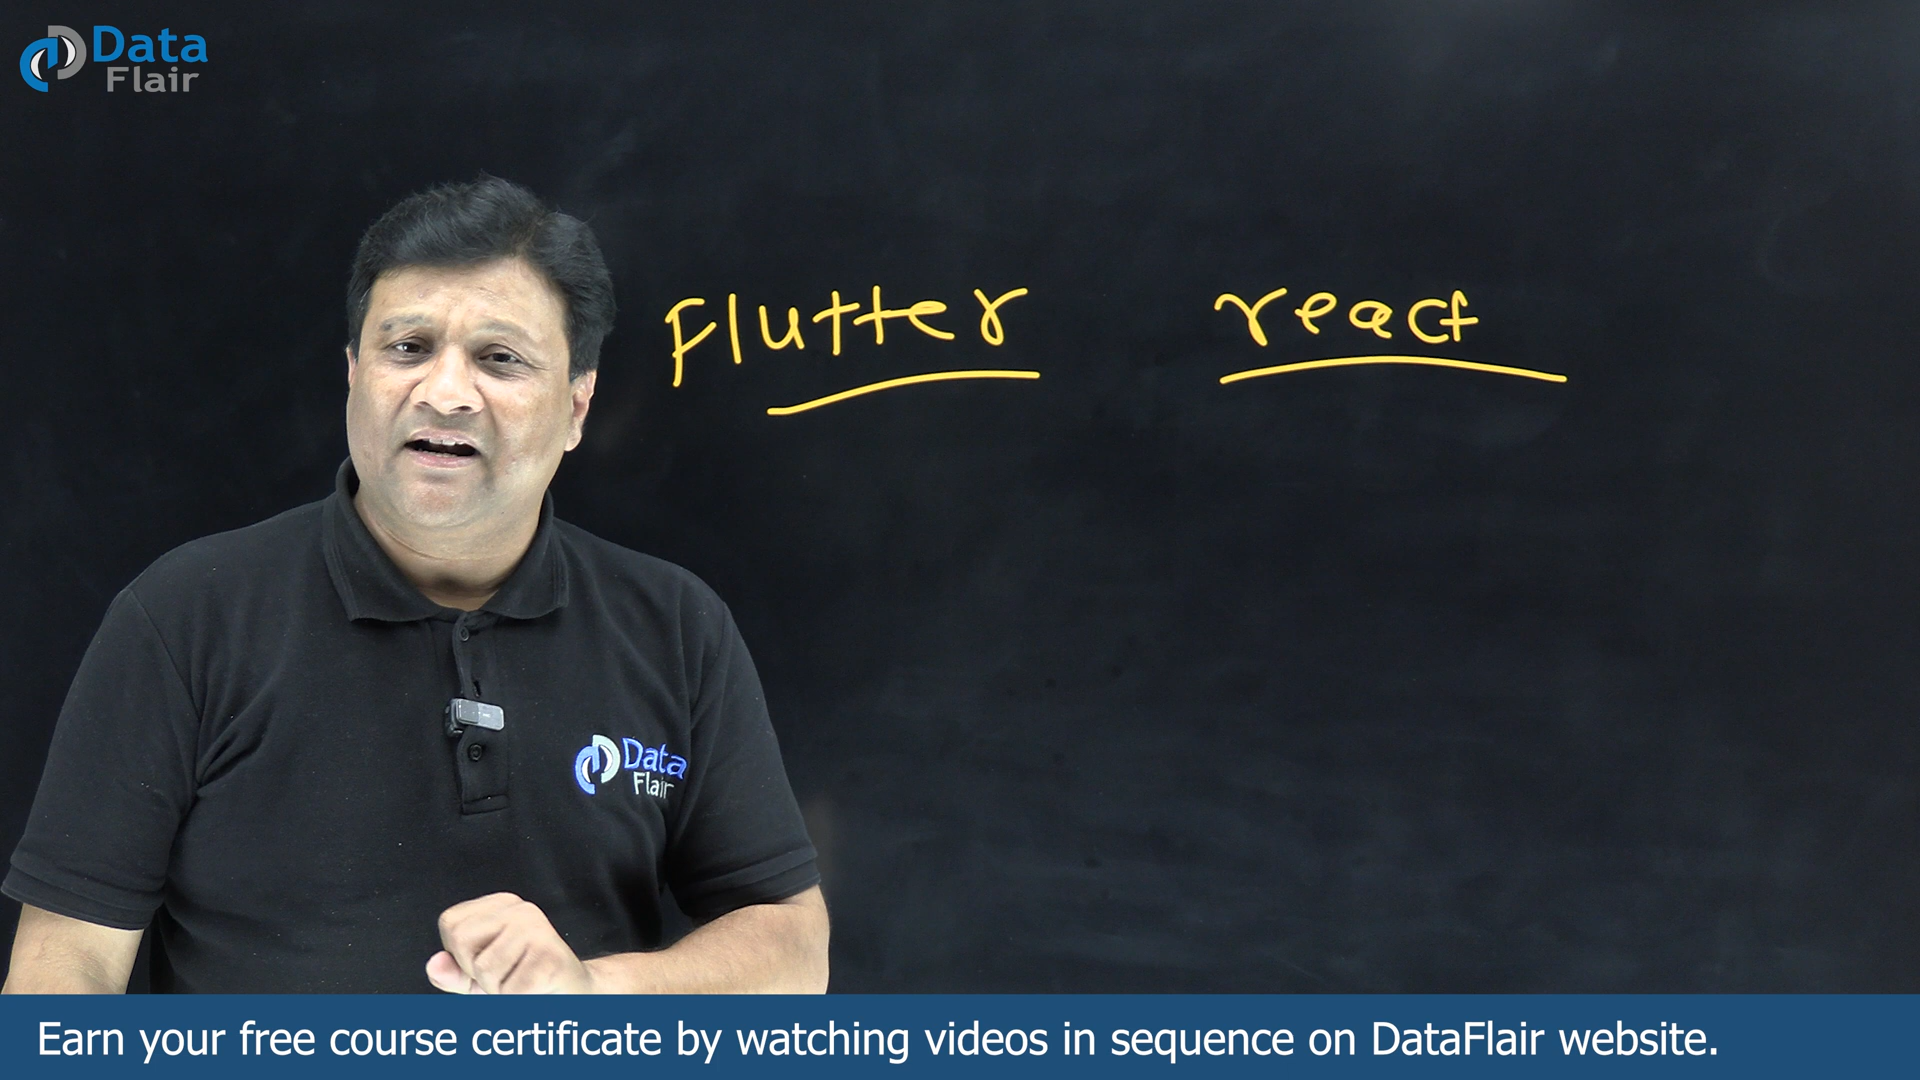 Data
Flair
Flutter react
Data
Flair
Earn your free course certificate by watching videos in sequence on DataFlair website.